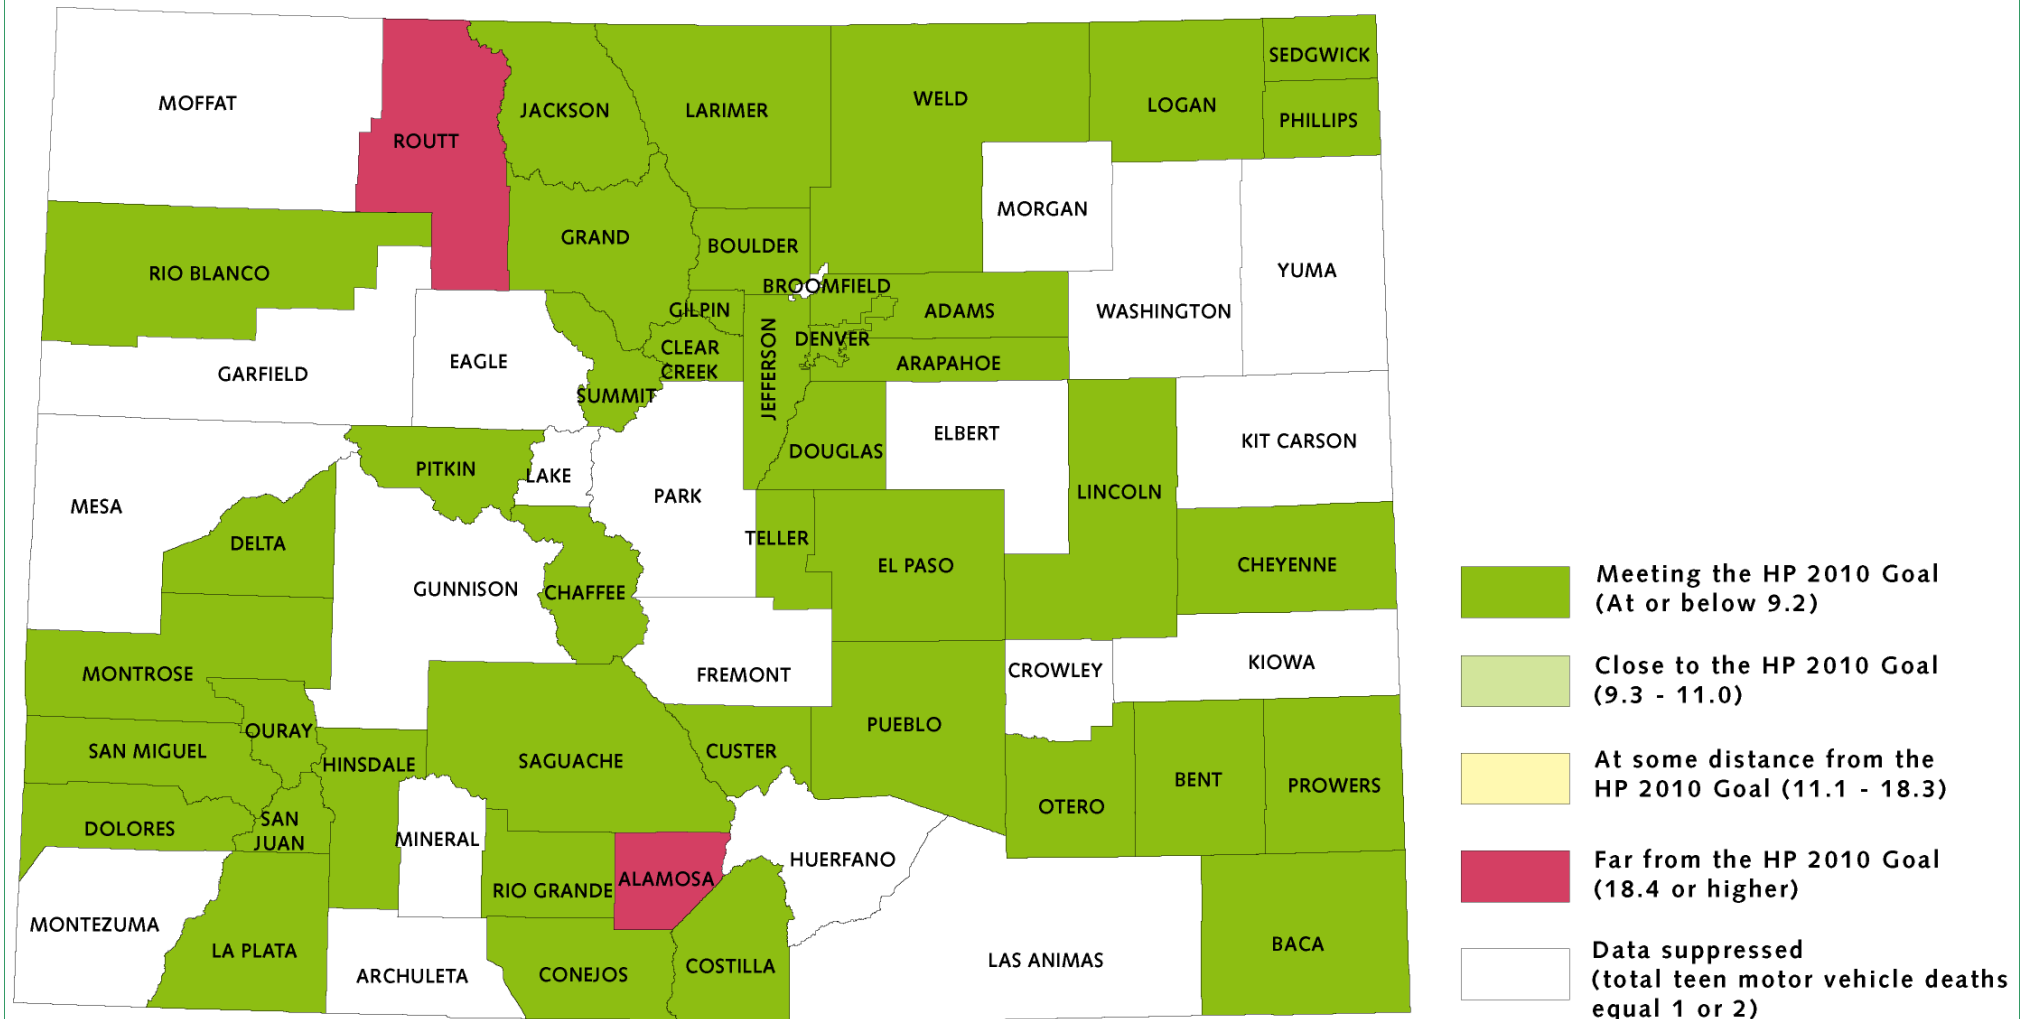 SEDGWICK
MOFFAT
JACKSON
LARIMER
WELD
LOGAN
PHILLIPS
ROUTT
MORGAN
GRAND
BOULDER
RIO BLANCO
YUMA
BROOMFIELD
GILPIN
ADAMS
WASHINGTON
DENVER
CLEAR
CREEK
EAGLE
ARAPAHOE
GARFIELD
JEFFERSON
SUMMIT
ELBERT
KIT CARSON
DOUGLAS
PITKIN
LAKE
PARK
LINCOLN
MESA
TELLER
DELTA
EL PASO
CHEYENNE
GUNNISON
CHAFFEE
MONTROSE
FREMONT
CROWLEY
KIOWA
OURAY
PUEBLO
SAN MIGUEL
CUSTER
HINSDALE
SAGUACHE
BENT
PROWERS
OTERO
SAN
JUAN
DOLORES
MINERAL
HUERFANO
ALAMOSA
RIO GRANDE
MONTEZUMA
LA PLATA
ARCHULETA
CONEJOS
COSTILLA
LAS ANIMAS
BACA
Meeting the HP 2010 Goal
(At or below 9.2)
Close to the HP 2010 Goal
(9.3 - 11.0)
At some distance from the
HP 2010 Goal (11.1 - 18.3)
Far from the HP 2010 Goal
(18.4 or higher)
Data suppressed
(total teen motor vehicle deaths
equal 1 or 2)